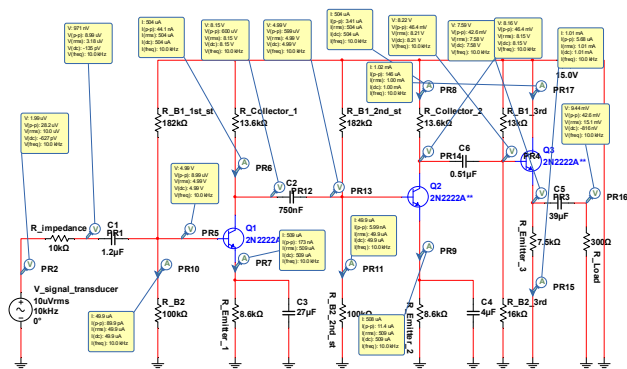 V: 971 nV
V(p-p): 8.99 uV
V(rms): 3.18 uV
V(dc): -135 pV
V(freq): 10.0 kHz
I: 504 uA
I(p-p): 44.1 nA
I(rms): 504 uA
I(dc): 504 uA
I(freq): 10.0 kHz
V: 8.15 V
V(p-p): 600 uV
V(rms): 8.15 V
V(dc): 8.15 V
V(freq): 10.0 kHz
V: 4.99 V
V(p-p): 599 uV
V(rms): 4.99 V
V(dc): 4.99 V
V(freq): 10.0 kHz
I: 504 uA
I(p-p): 3.41 uA
I(rms): 504 uA
I(dc): 504 uA
I(freq): 10.0 kHz
V: 8.22 V
V(p-p): 46.4 mV
V(rms): 8.21 V
V(dc): 8.21 V
V(freq): 10.0 kHz
V: 7.59 V
V(p-p): 42.6 mV
V(rms): 7.58 V
V(dc): 7.58 V
V(freq): 10.0 kHz
V: 8.16 V
V(p-p): 46.4 mV
V(rms): 8.15 V
V(dc): 8.15 V
V(freq): 10.0 kHz
I: 1.01 mA
I(p-p): 5.68 uA
I(rms): 1.01 mA
I(dc): 1.01 mA
I(freq): 10.0 kHz
I: 1.02 mA
I(p-p): 146 uA
I(rms): 1.00 mA
I(dc): 1.00 mA
I(freq): 10.0 kHz
15.0V
PR8
PR17
V: 1.99 uV
V(p-p): 28.2 uV
V(rms): 10.0 uV
V(dc): -627 pV
V(freq): 10.0 kHz
R_B1_1st_st
182kΩ
R_Collector_1
13.6kΩ
R_B1_2nd_st
182kΩ
R_Collector_2
13.6kΩ
R_B1_3rd
13kΩ
V: 9.44 mV
V(p-p): 42.6 mV
V(rms): 15.1 mV
V(dc): -816 nV
V(freq): 10.0 kHz
V: 4.99 V
V(p-p): 8.99 uV
V(rms): 4.99 V
V(dc): 4.99 V
V(freq): 10.0 kHz
PR6
C6
0.51µF
PR14
PR4
Q3
2N2222A**
C2
PR12
750nF
PR13
Q2
2N2222A**
C5
PR3
39µF
PR16
R_impedance
10kΩ
C1
PR1
1.2µF
PR5
Q1
2N2222A
PR2
PR10
PR7
I: 509 uA
I(p-p): 173 nA
I(rms): 509 uA
I(dc): 509 uA
I(freq): 10.0 kHz
I: 49.9 uA
I(p-p): 5.99 nA
I(rms): 49.9 uA
I(dc): 49.9 uA
I(freq): 10.0 kHz
PR11
PR9
R_Emitter_3
7.5kΩ
300Ω
R_Load
PR15
V_signal_transducer
10uVrms
10kHz
0°
R_B2
100kΩ
I: 49.9 uA
I(p-p): 89.9 pA
I(rms): 49.9 uA
I(dc): 49.9 uA
I(freq): 10.0 kHz
R_Emitter_1
8.6kΩ
C3
27µF
R_B2_2nd_st
100kΩ
I(p-p): 11.4 uA
I(rms): 509 uA
I(dc): 509 uA
I(freq): 10.0 kHz
R_Emitter_2
8.6kΩ
C4
4µF
R_B2_3rd
16kΩ